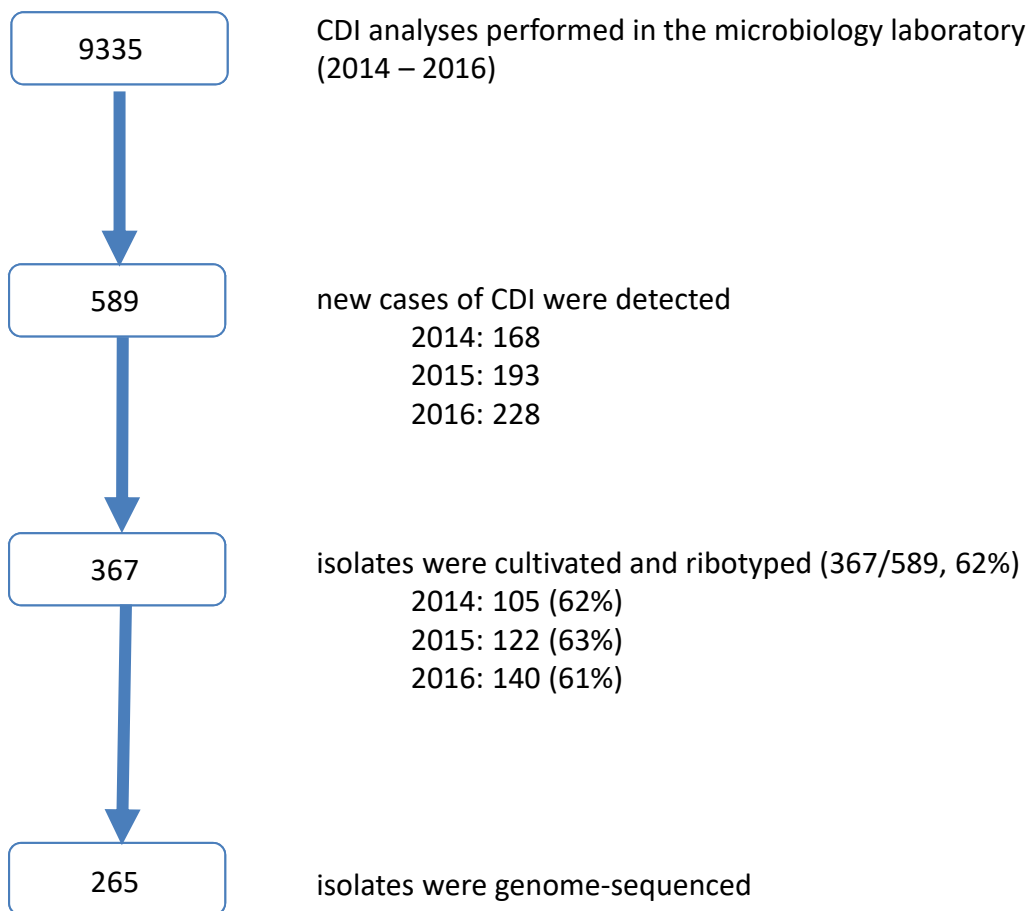 9335
CDI analyses performed in the microbiology laboratory
(2014 – 2016)
589
new cases of CDI were detected
2014: 168
2015: 193
2016: 228
367
isolates were cultivated and ribotyped (367/589, 62%)
2014: 105 (62%)
2015: 122 (63%)
2016: 140 (61%)
265
isolates were genome-sequenced